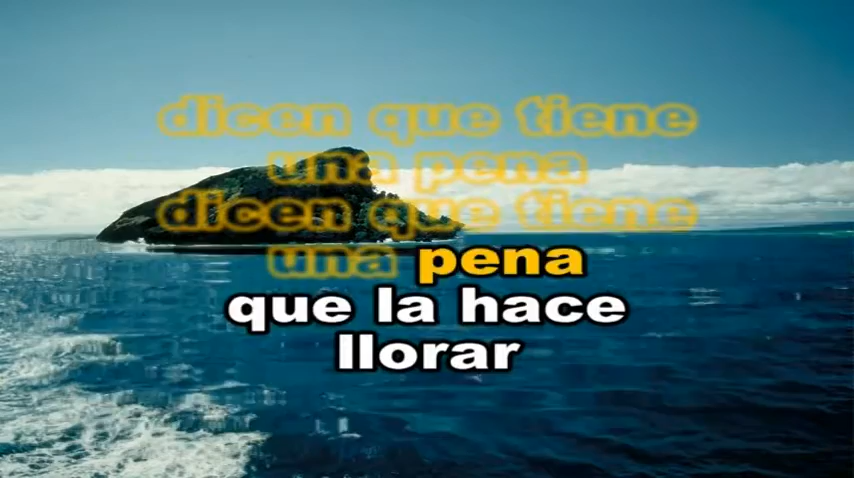 dicen que tiene
una pena
dicen que tiene
una pena
que la hace
llorar